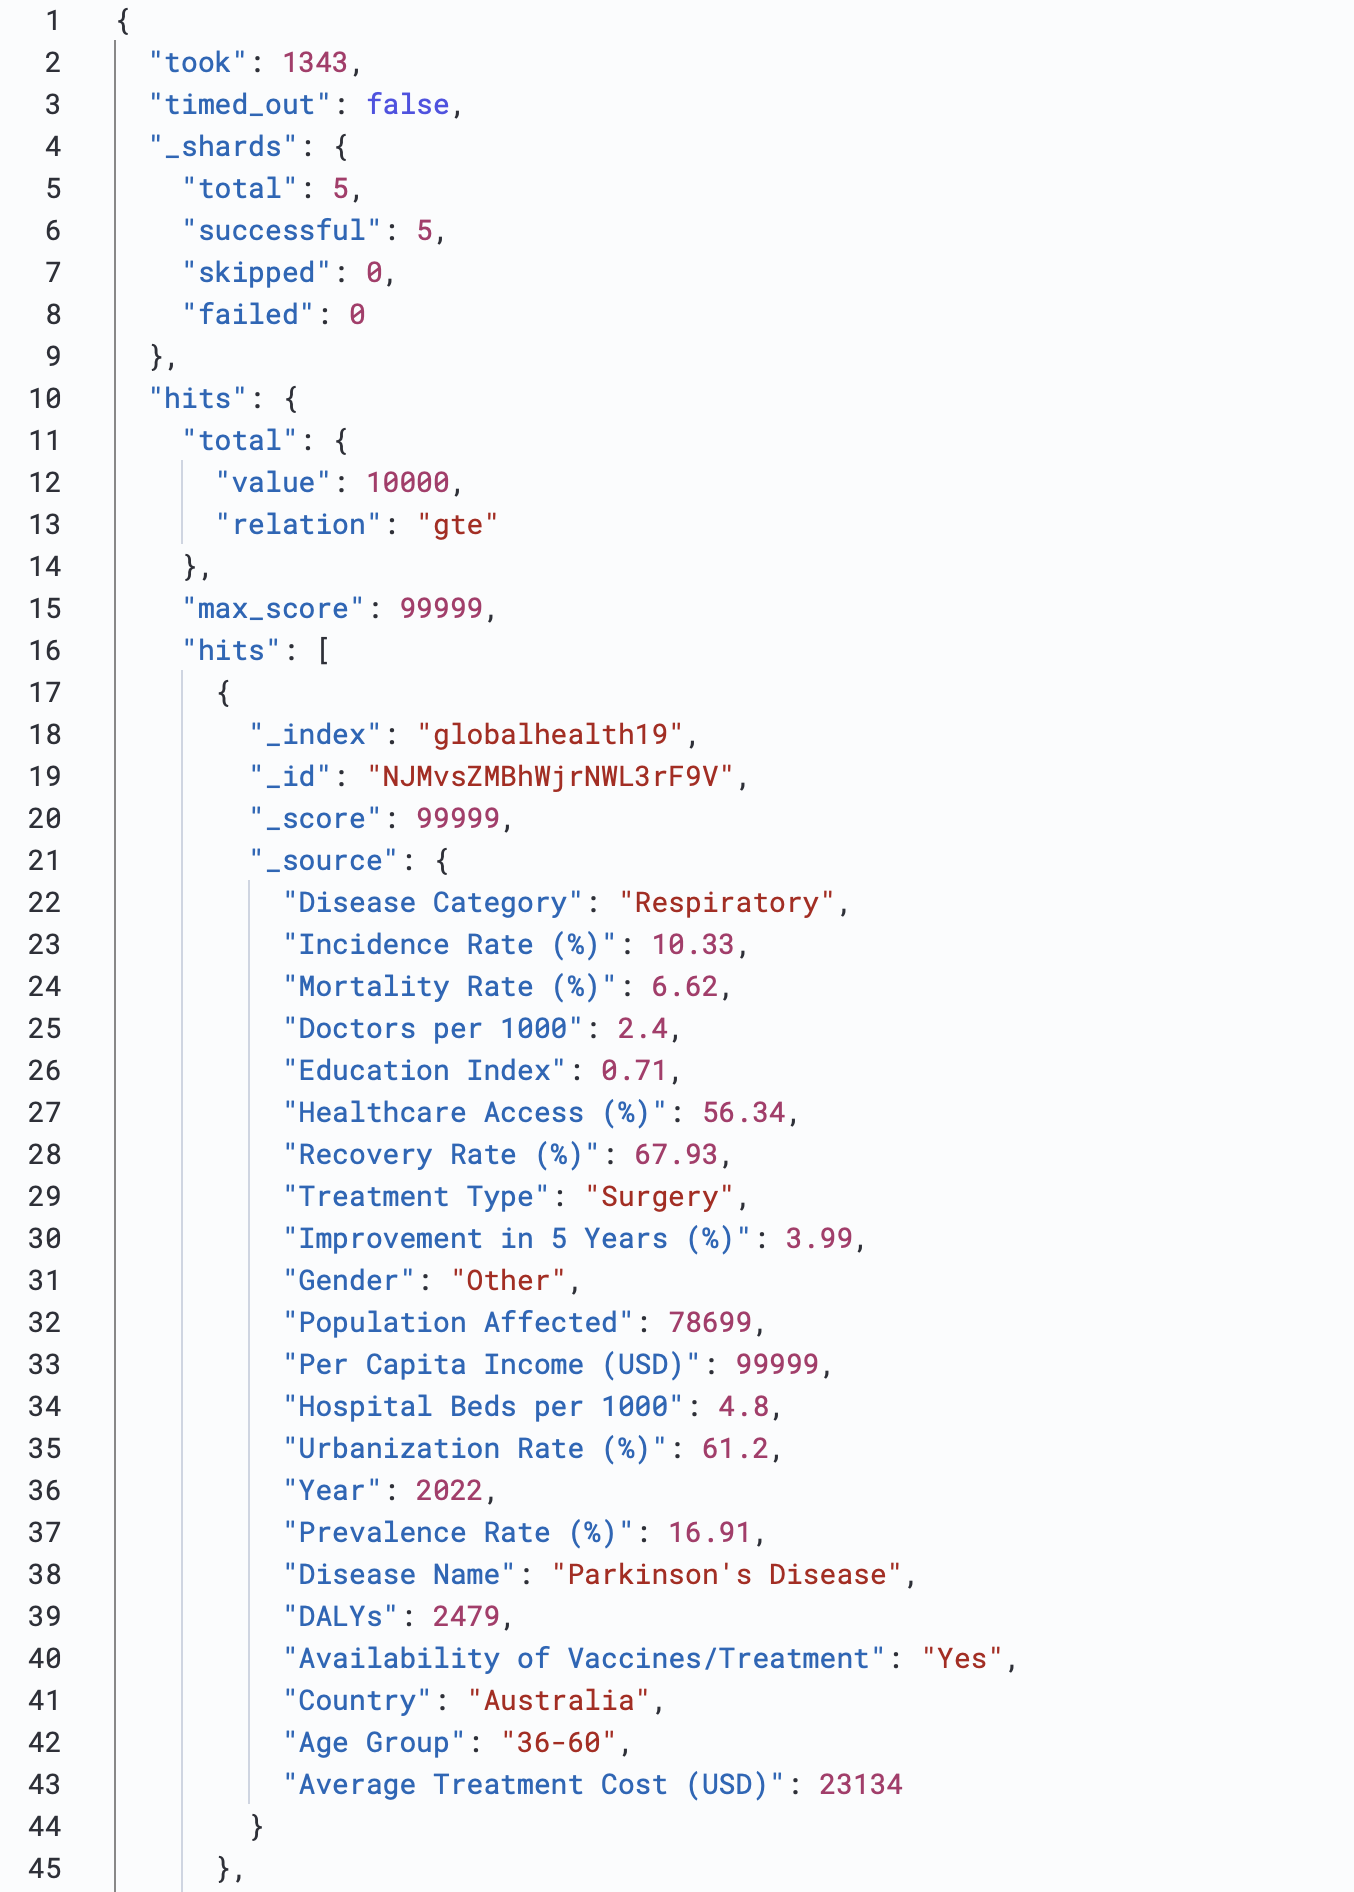 1 {
2 "took": 1343,
3 "timed_out": false,
4 "_shards": {
5 "total": 5,
6 "successful": 5,
7 "skipped": 0,
8 "failed": 0
9 },
10 "hits": {
11 "total": {
12 "value": 10000,
13 "relation": "gte"
14 },
15 "max_score": 99999,
16 "hits": [
17 {
18 "_index": "globalhealth19",
19 "_id": "NJMvsZMBhWjrNWL3rF9V",
20 "_score": 99999,
21 "_source": {
22 "Disease Category": "Respiratory",
23 "Incidence Rate (%)": 10.33,
24 "Mortality Rate (%)": 6.62,
25 "Doctors per 1000": 2.4,
26 "Education Index": 0.71,
27 "Healthcare Access (%)": 56.34,
28 "Recovery Rate (%)": 67.93,
29 "Treatment Type": "Surgery",
30 "Improvement in 5 Years (%)": 3.99,
31 "Gender": "Other",
32 "Population Affected": 78699,
33 "Per Capita Income (USD)": 99999,
34 "Hospital Beds per 1000": 4.8,
35 "Urbanization Rate (%)": 61.2,
36 "Year": 2022,
37 "Prevalence Rate (%)": 16.91,
38 "Disease Name": "Parkinson's Disease",
39 "DALYs": 2479,
40 "Availability of Vaccines/Treatment": "Yes",
41 "Country": "Australia",
42 "Age Group": "36-60",
43 "Average Treatment Cost (USD)": 23134
44 }
45 },